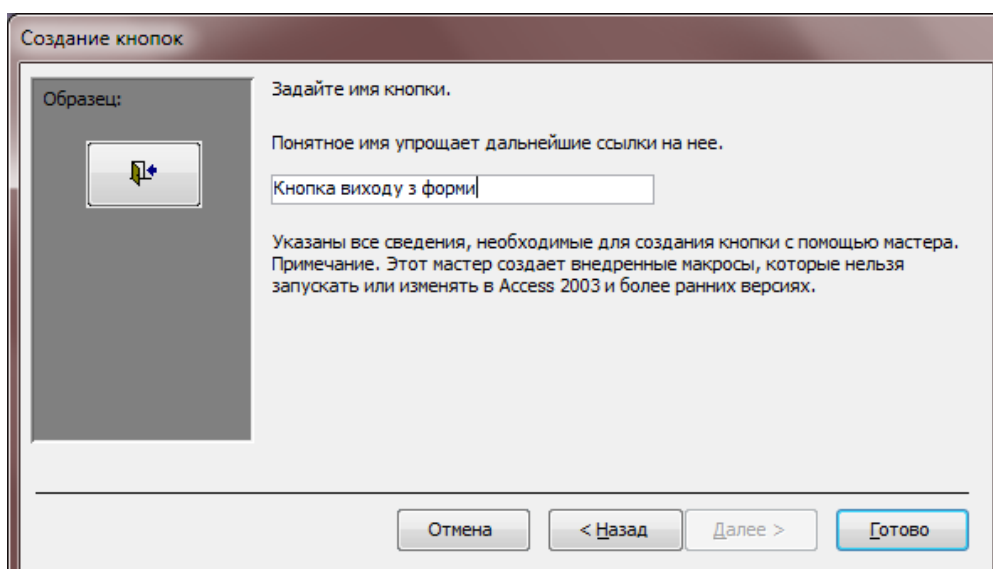 Создание кнопок
Образец:
Задайте имя кнопки.
Понятное имя упрощает дальнейшие ссылки на нее.
Кнопка виходу з форми
Указаны все сведения, необходимые для создания кнопки с помощью мастера.
Примечание. Этот мастер создает внедренные макросы, которые нельзя
запускать или изменять в Access 2003 и более ранних версиях.
Отмена
< Назад
Далее >
Готово